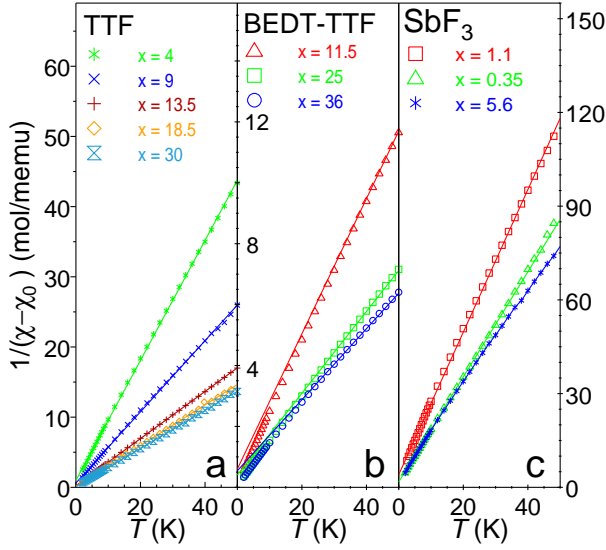 TTF
x = 4
x = 9
x = 13.5
x = 18.5
x = 30
BEDT-TTF
x = 11.5
x = 25
x = 36
SbF₃
x = 1.1
x = 0.35
x = 5.6
1/(χ−χ₀) (mol/memu)
60
50
40
30
20
10
0
12
8
4
150
120
90
60
30
0
a
b
c
0 20 40
0 20 40
0 20 40
T (K)
T (K)
T (K)